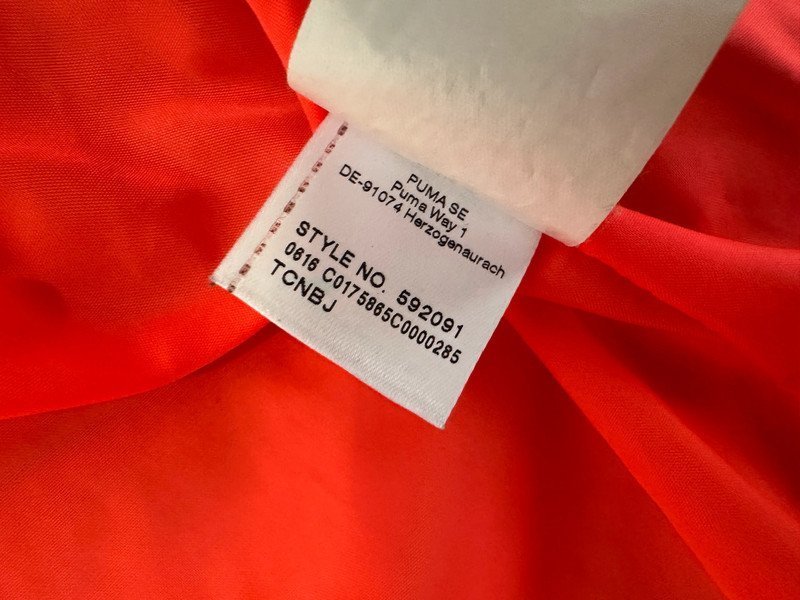 PUMA SE
Puma Way 1
DE-91074 Herzogenaurach
STYLE NO. 592091
0616 C0175865C0000285
TCNBJ